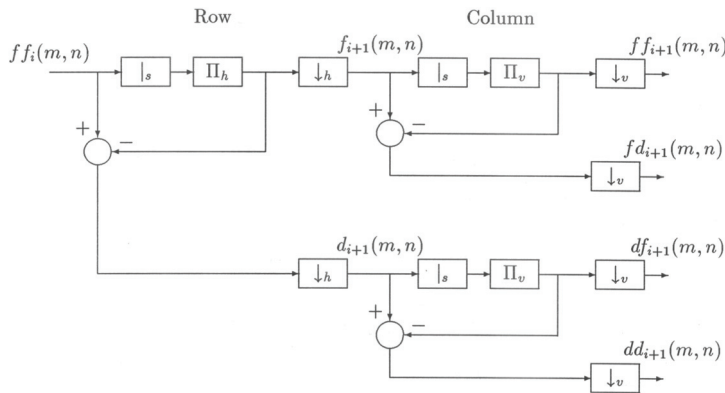 Row Column
ff_i(m, n) f_{i+1}(m, n) ff_{i+1}(m, n)
|_s Π_h ↓_h |_s Π_v ↓_v
+ − + −
fd_{i+1}(m, n)
↓_v
d_{i+1}(m, n) df_{i+1}(m, n)
↓_h |_s Π_v ↓_v
+ −
dd_{i+1}(m, n)
↓_v